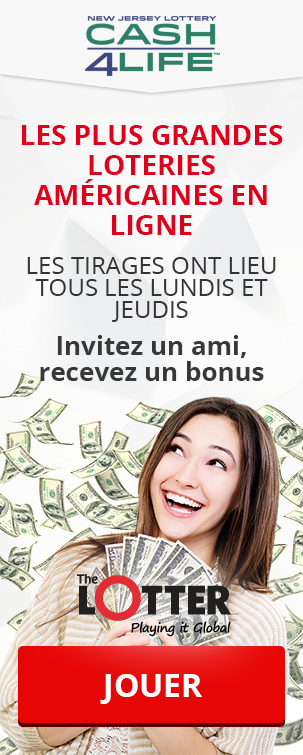 NEW JERSEY LOTTERY
CASH
4LIFE™
LES PLUS GRANDES
LOTERIES
AMÉRICAINES EN
LIGNE
LES TIRAGES ONT LIEU
TOUS LES LUNDIS ET
JEUDIS
Invitez un ami,
recevez un bonus
The
LOTTER
Playing it Global
JOUER